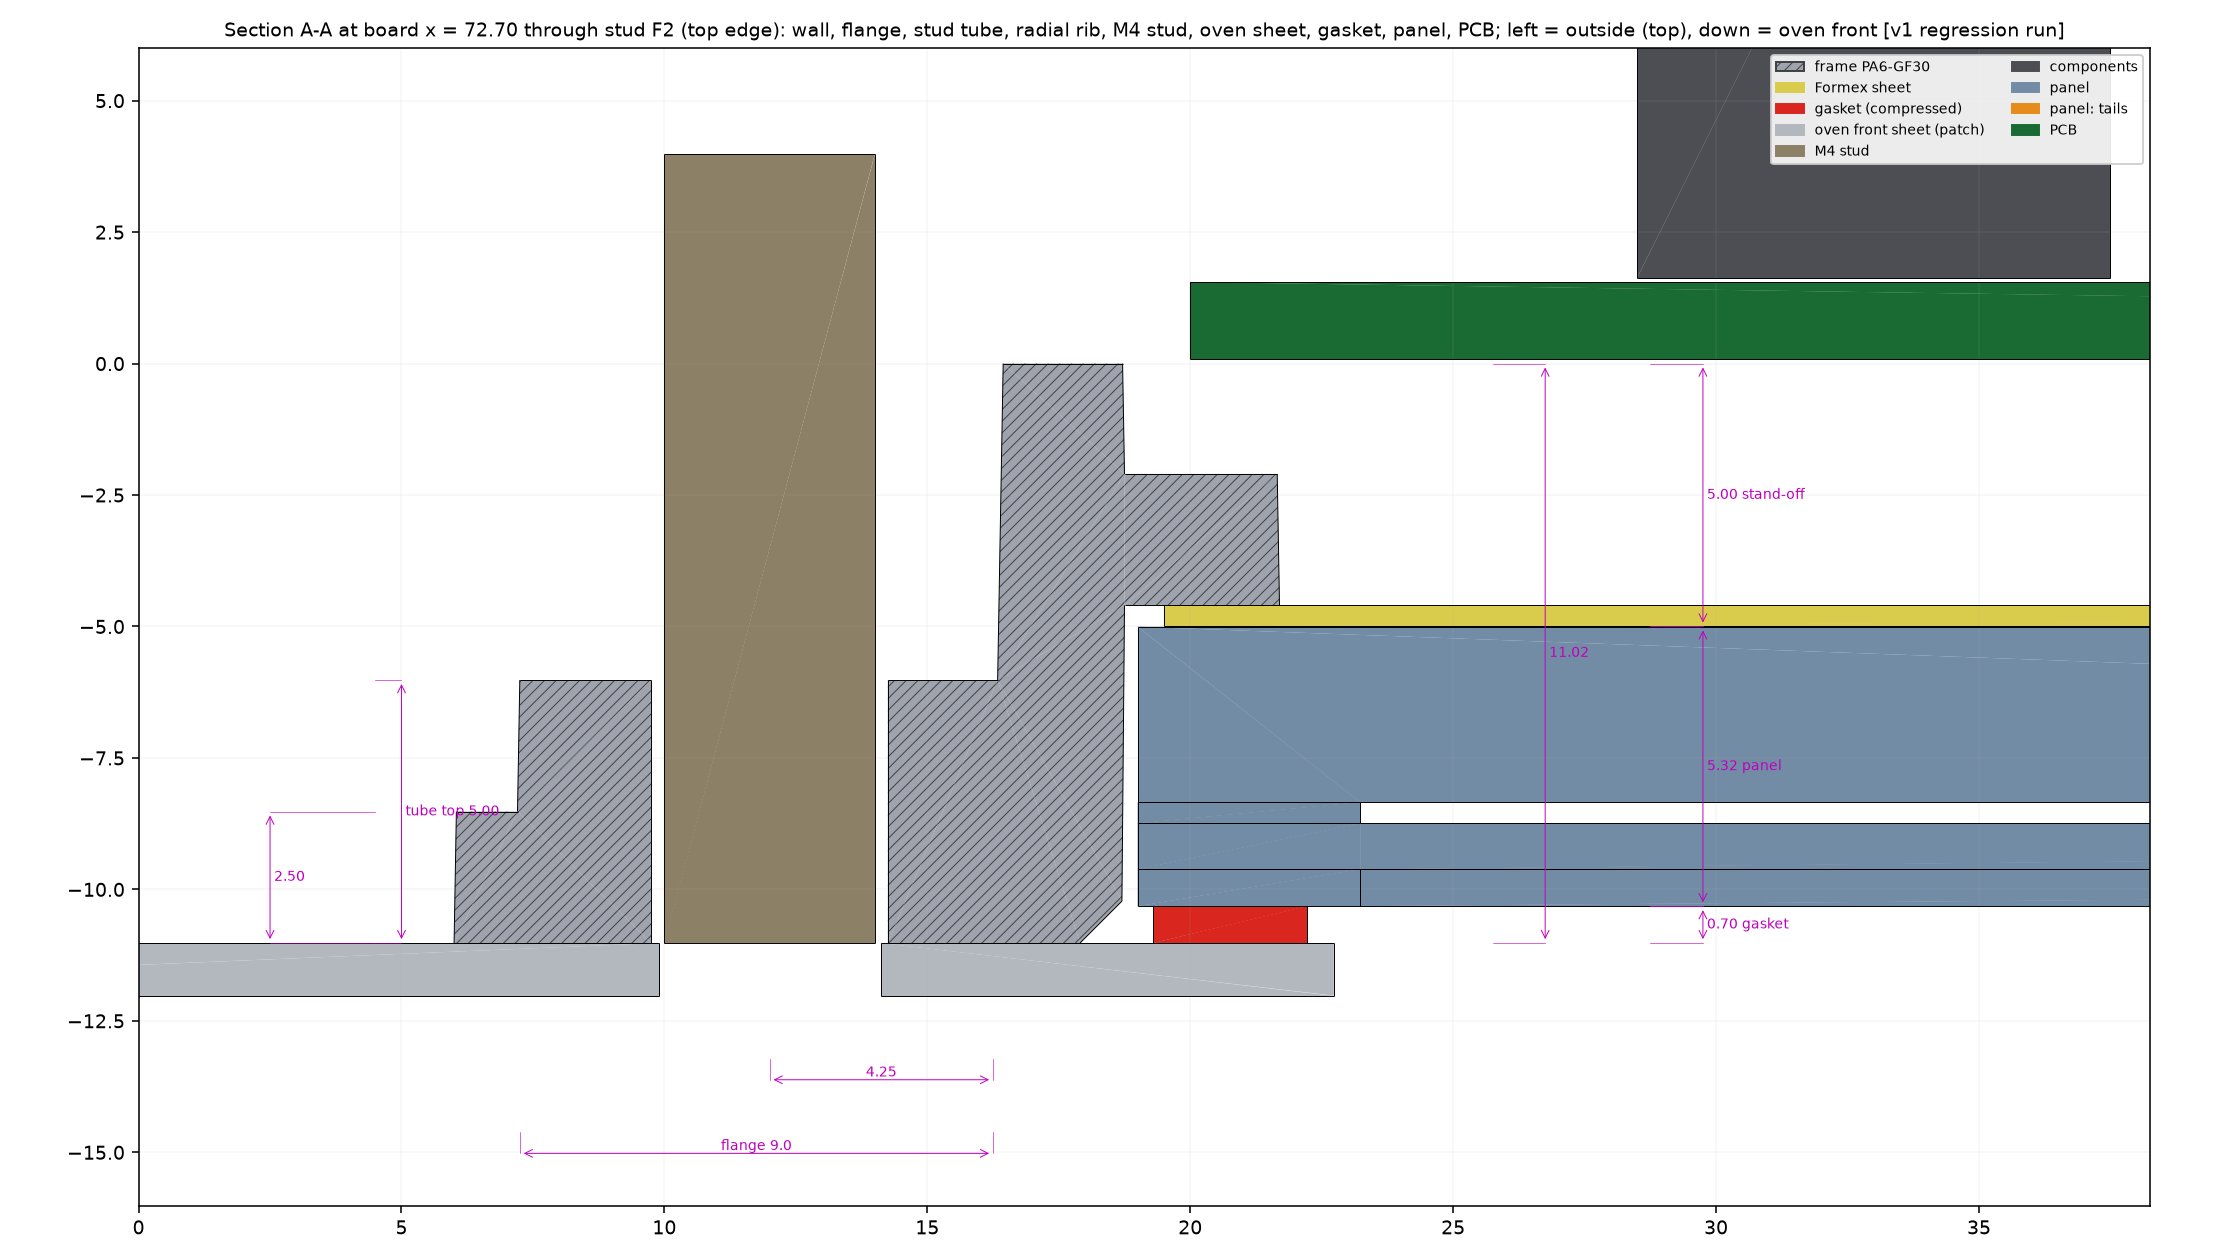 Section A-A at board x = 72.70 through stud F2 (top edge): wall, flange, stud tube, radial rib, M4 stud, oven sheet, gasket, panel, PCB; left = outside (top), down = oven front [v1 regression run]
frame PA6-GF30
Formex sheet
gasket (compressed)
oven front sheet (patch)
M4 stud
components
panel
panel: tails
PCB
5.0
2.5
0.0
−2.5
−5.0
−7.5
−10.0
−12.5
−15.0
5.00 stand-off
11.02
5.32 panel
tube top 5.00
2.50
0.70 gasket
4.25
flange 9.0
0
5
10
15
20
25
30
35